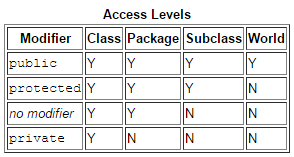 Access Levels
Modifier Class Package Subclass World
public Y Y Y Y
protected Y Y Y N
no modifier Y Y N N
private Y N N N